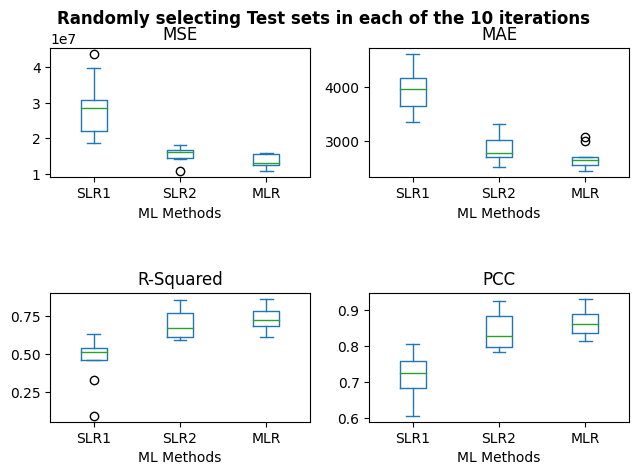 Randomly selecting Test sets in each of the 10 iterations
MSE
1e7
4
3
2
1
SLR1 SLR2 MLR
ML Methods
MAE
4000
3000
SLR1 SLR2 MLR
ML Methods
R-Squared
0.75
0.50
0.25
SLR1 SLR2 MLR
ML Methods
PCC
0.9
0.8
0.7
0.6
SLR1 SLR2 MLR
ML Methods